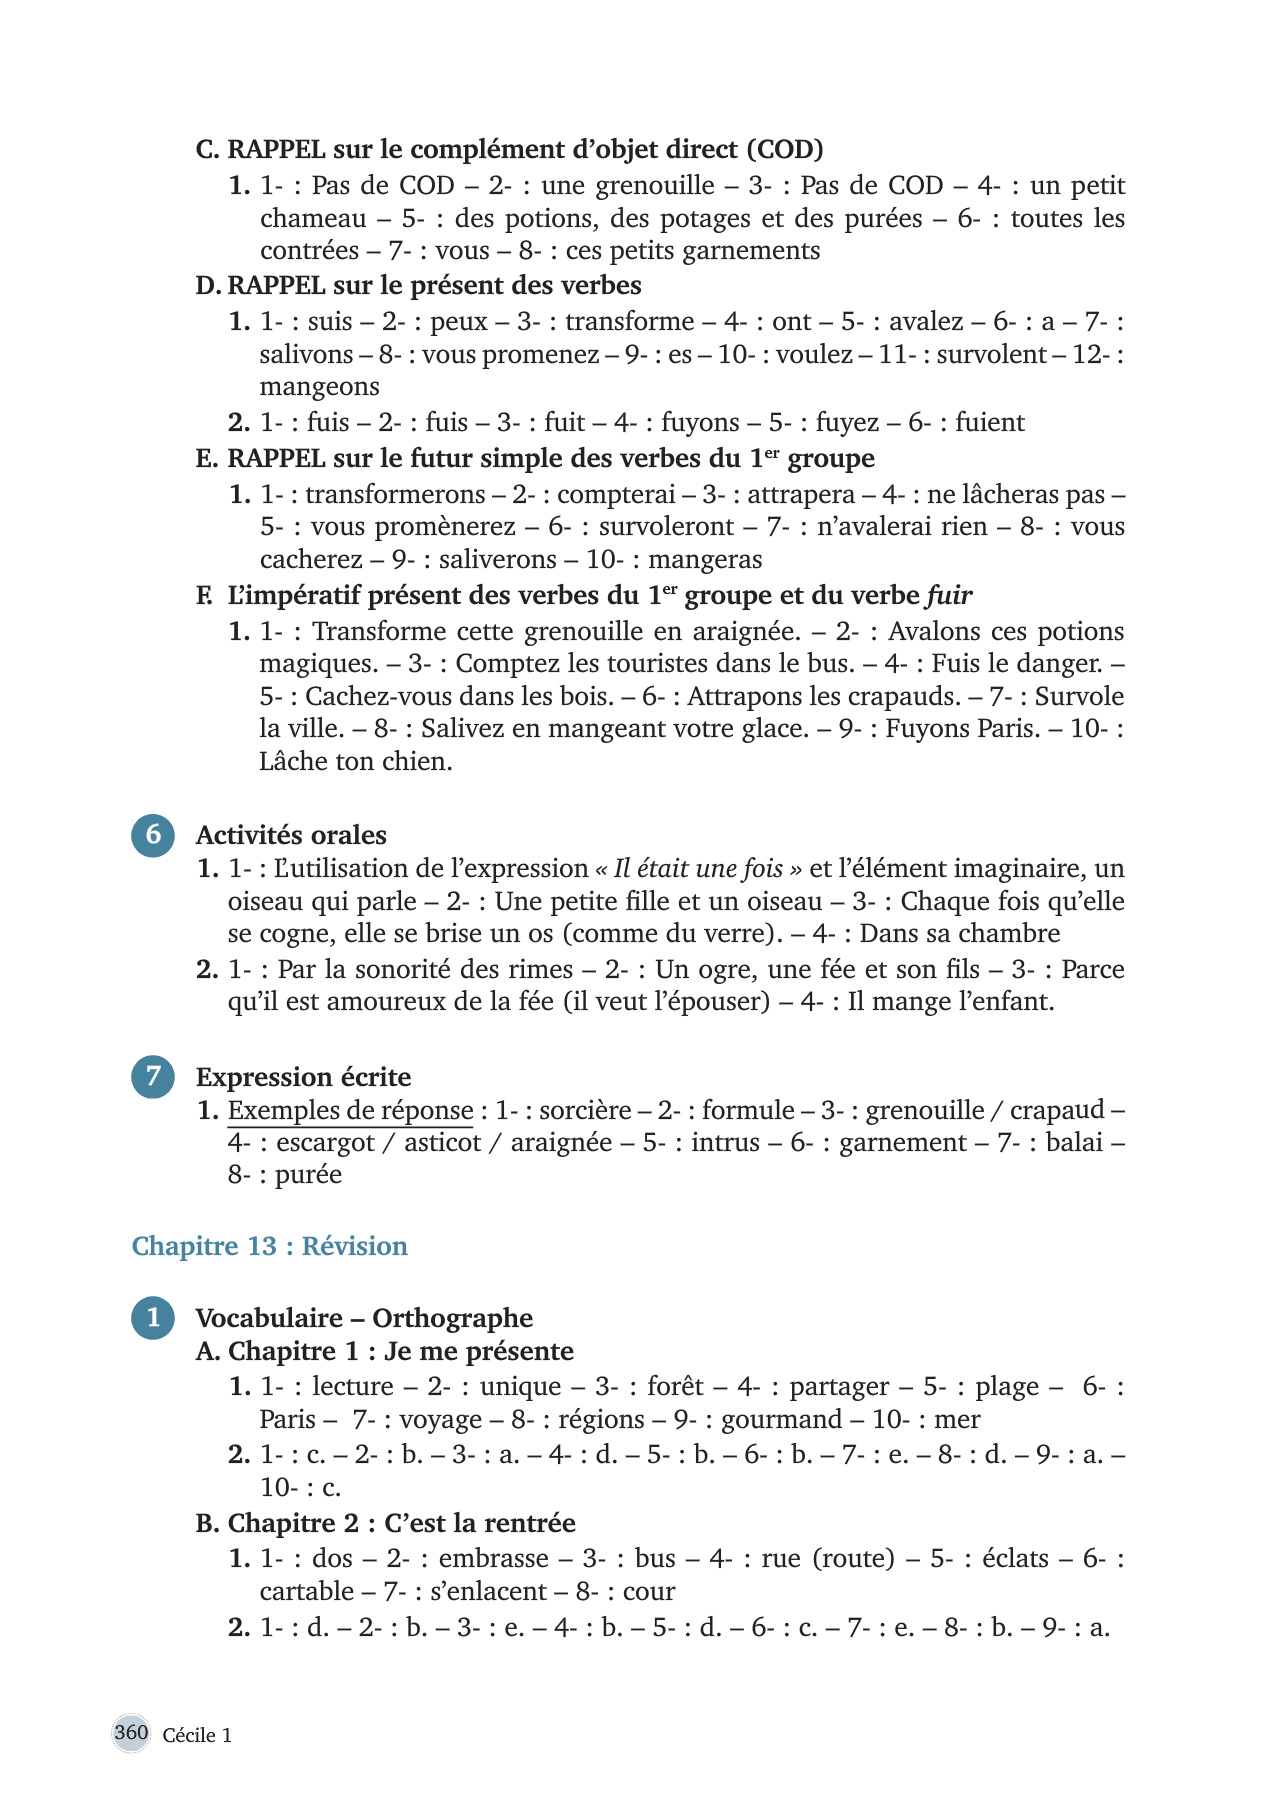 C. RAPPEL sur le complément d’objet direct (COD)
1. 1- : Pas de COD – 2- : une grenouille – 3- : Pas de COD – 4- : un petit
chameau – 5- : des potions, des potages et des purées – 6- : toutes les
contrées – 7- : vous – 8- : ces petits garnements
D. RAPPEL sur le présent des verbes
1. 1- : suis – 2- : peux – 3- : transforme – 4- : ont – 5- : avalez – 6- : a – 7- :
salivons – 8- : vous promenez – 9- : es – 10- : voulez – 11- : survolent – 12- :
mangeons
2. 1- : fuis – 2- : fuis – 3- : fuit – 4- : fuyons – 5- : fuyez – 6- : fuient
E. RAPPEL sur le futur simple des verbes du 1er groupe
1. 1- : transformerons – 2- : compterai – 3- : attrapera – 4- : ne lâcheras pas –
5- : vous promènerez – 6- : survoleront – 7- : n’avalerai rien – 8- : vous
cacherez – 9- : saliverons – 10- : mangeras
F. L’impératif présent des verbes du 1er groupe et du verbe fuir
1. 1- : Transforme cette grenouille en araignée. – 2- : Avalons ces potions
magiques. – 3- : Comptez les touristes dans le bus. – 4- : Fuis le danger. –
5- : Cachez-vous dans les bois. – 6- : Attrapons les crapauds. – 7- : Survole
la ville. – 8- : Salivez en mangeant votre glace. – 9- : Fuyons Paris. – 10- :
Lâche ton chien.
6 Activités orales
1. 1- : L’utilisation de l’expression « Il était une fois » et l’élément imaginaire, un
oiseau qui parle – 2- : Une petite fille et un oiseau – 3- : Chaque fois qu’elle
se cogne, elle se brise un os (comme du verre). – 4- : Dans sa chambre
2. 1- : Par la sonorité des rimes – 2- : Un ogre, une fée et son fils – 3- : Parce
qu’il est amoureux de la fée (il veut l’épouser) – 4- : Il mange l’enfant.
7 Expression écrite
1. Exemples de réponse : 1- : sorcière – 2- : formule – 3- : grenouille / crapaud –
4- : escargot / asticot / araignée – 5- : intrus – 6- : garnement – 7- : balai –
8- : purée
Chapitre 13 : Révision
1 Vocabulaire – Orthographe
A. Chapitre 1 : Je me présente
1. 1- : lecture – 2- : unique – 3- : forêt – 4- : partager – 5- : plage – 6- :
Paris – 7- : voyage – 8- : régions – 9- : gourmand – 10- : mer
2. 1- : c. – 2- : b. – 3- : a. – 4- : d. – 5- : b. – 6- : b. – 7- : e. – 8- : d. – 9- : a. –
10- : c.
B. Chapitre 2 : C’est la rentrée
1. 1- : dos – 2- : embrasse – 3- : bus – 4- : rue (route) – 5- : éclats – 6- :
cartable – 7- : s’enlacent – 8- : cour
2. 1- : d. – 2- : b. – 3- : e. – 4- : b. – 5- : d. – 6- : c. – 7- : e. – 8- : b. – 9- : a.
360 Cécile 1